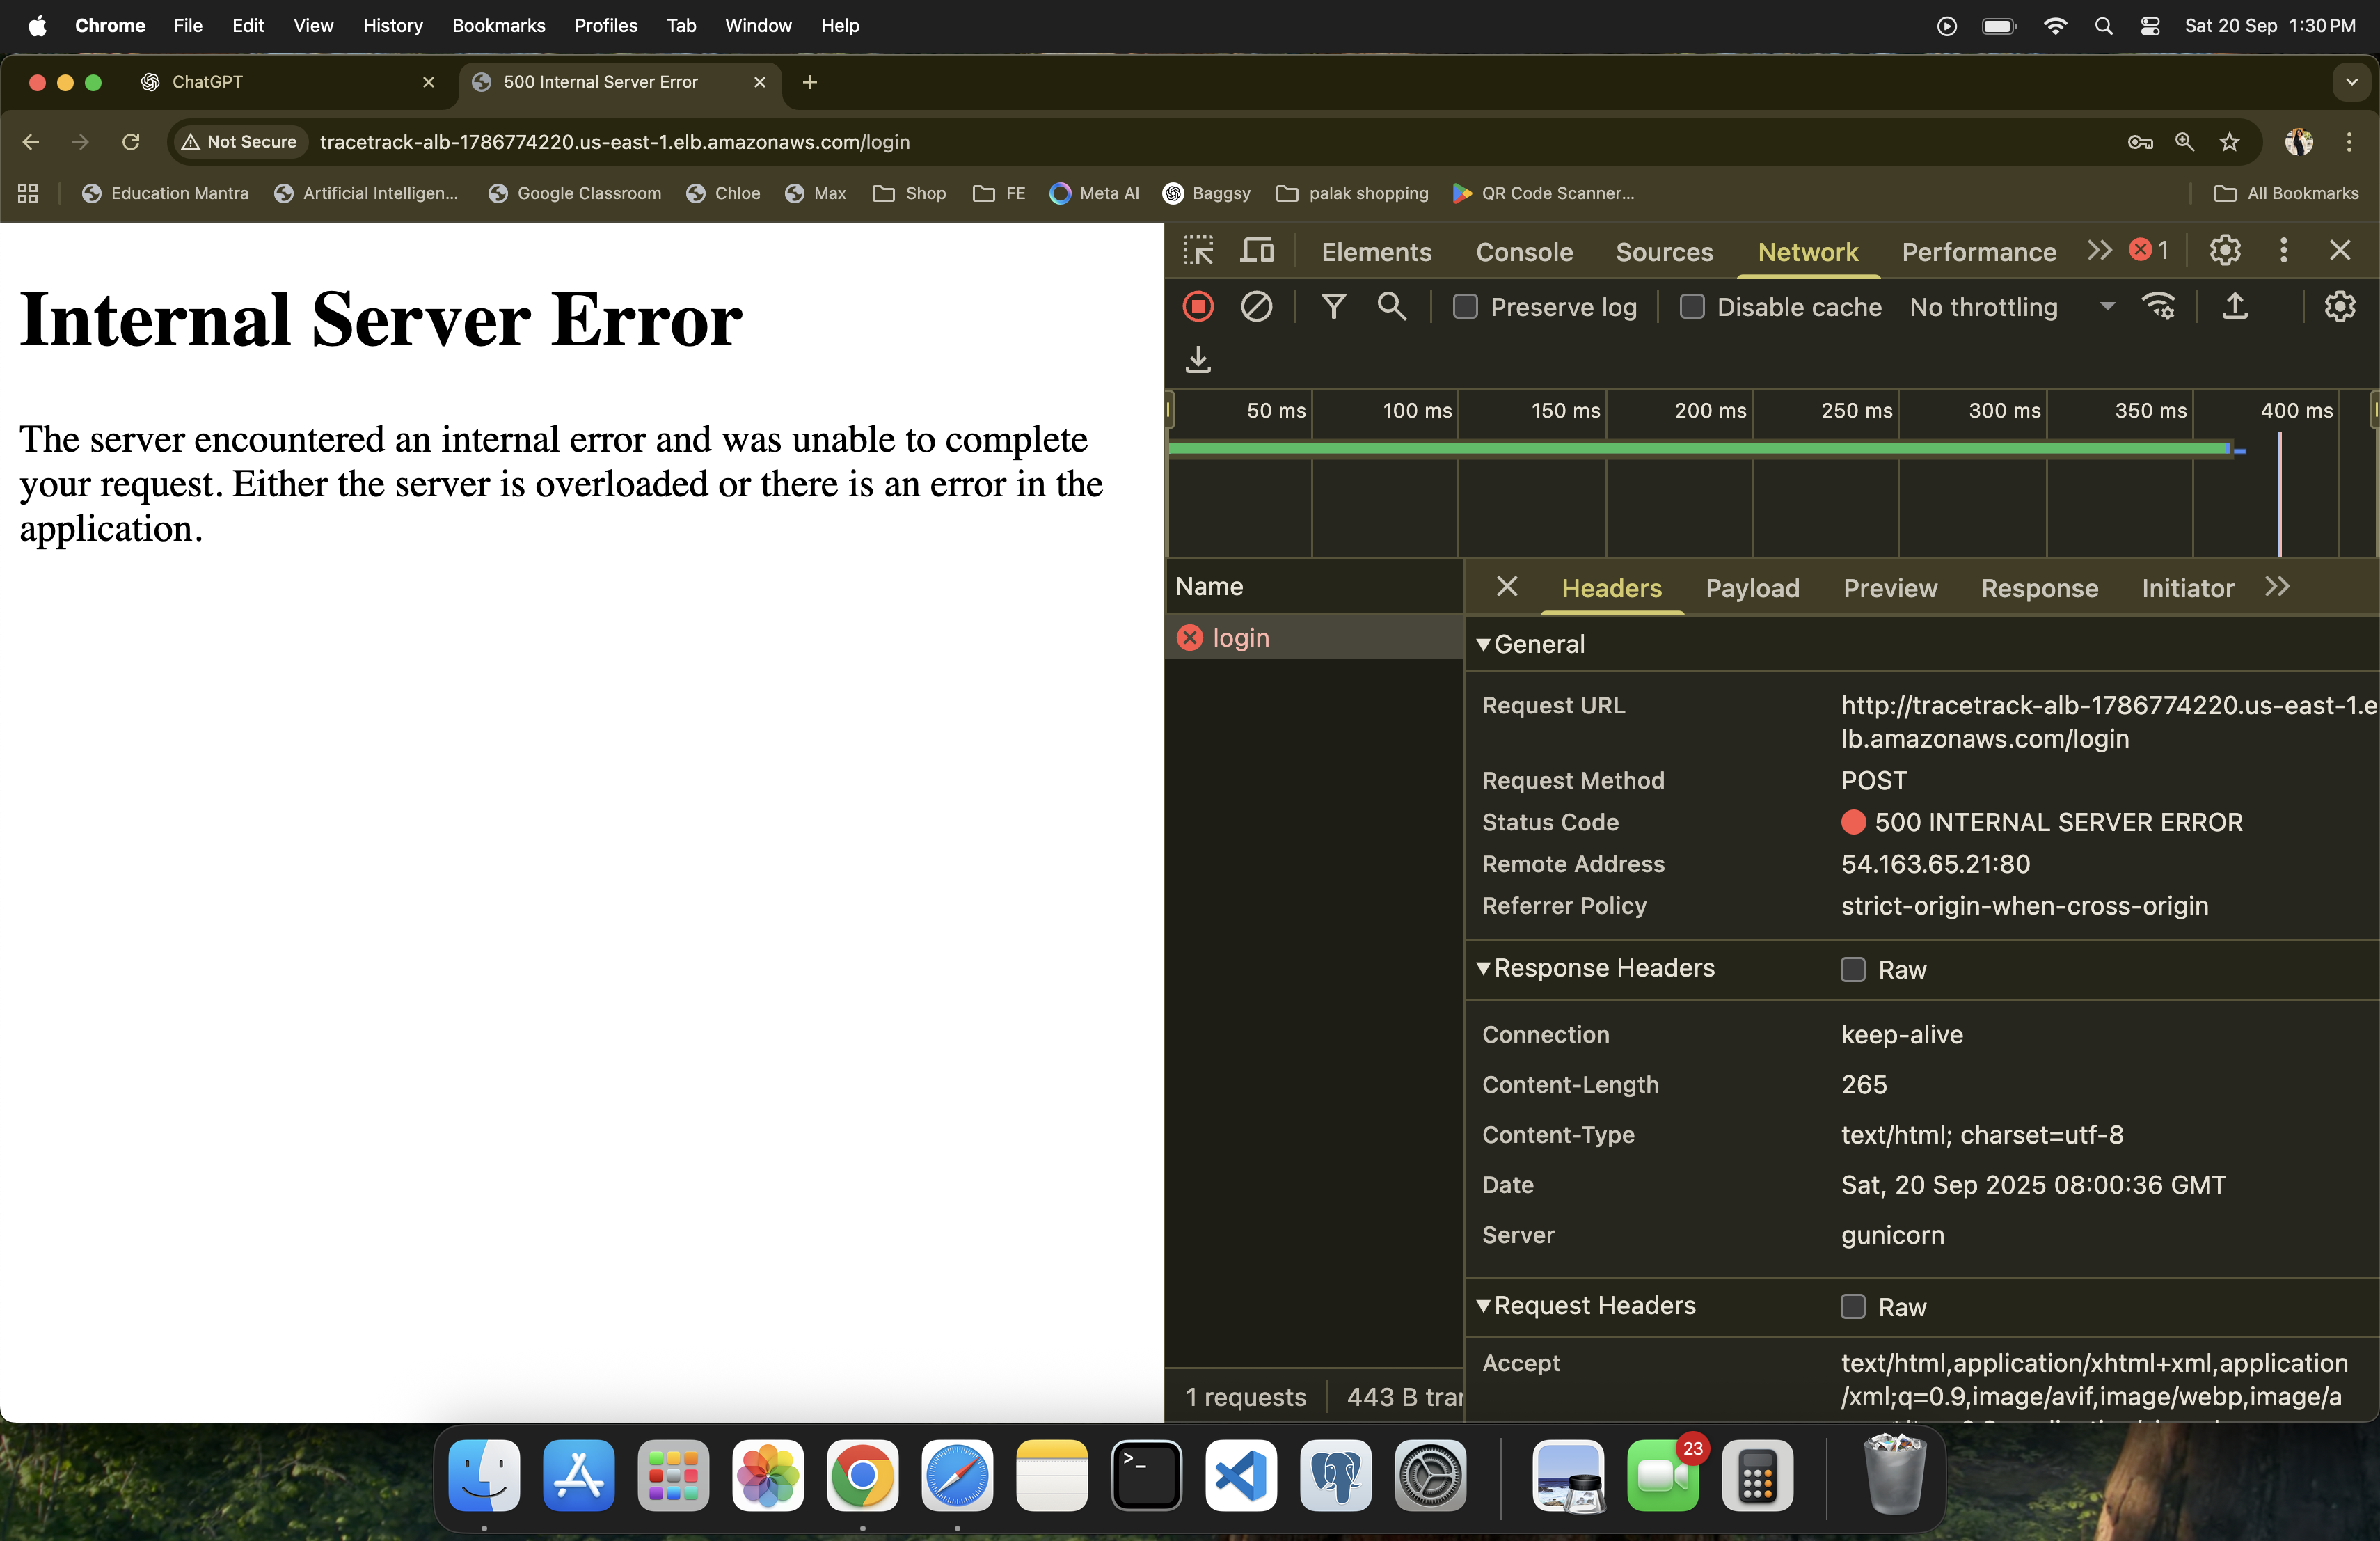 Chrome File Edit View History Bookmarks Profiles Tab Window Help Sat 20 Sep 1:30 PM
ChatGPT 500 Internal Server Error
Not Secure tracetrack-alb-1786774220.us-east-1.elb.amazonaws.com/login
Education Mantra Artificial Intelligen... Google Classroom Chloe Max Shop FE Meta AI Baggsy palak shopping QR Code Scanner... All Bookmarks
Internal Server Error
The server encountered an internal error and was unable to complete
your request. Either the server is overloaded or there is an error in the
application.
Elements Console Sources Network Performance 1
Preserve log Disable cache No throttling
50 ms 100 ms 150 ms 200 ms 250 ms 300 ms 350 ms 400 ms
Name
login
1 requests 443 B trar
Headers Payload Preview Response Initiator
General
Request URL http://tracetrack-alb-1786774220.us-east-1.e
lb.amazonaws.com/login
Request Method POST
Status Code 500 INTERNAL SERVER ERROR
Remote Address 54.163.65.21:80
Referrer Policy strict-origin-when-cross-origin
Response Headers Raw
Connection keep-alive
Content-Length 265
Content-Type text/html; charset=utf-8
Date Sat, 20 Sep 2025 08:00:36 GMT
Server gunicorn
Request Headers Raw
Accept text/html,application/xhtml+xml,application
/xml;q=0.9,image/avif,image/webp,image/a
23